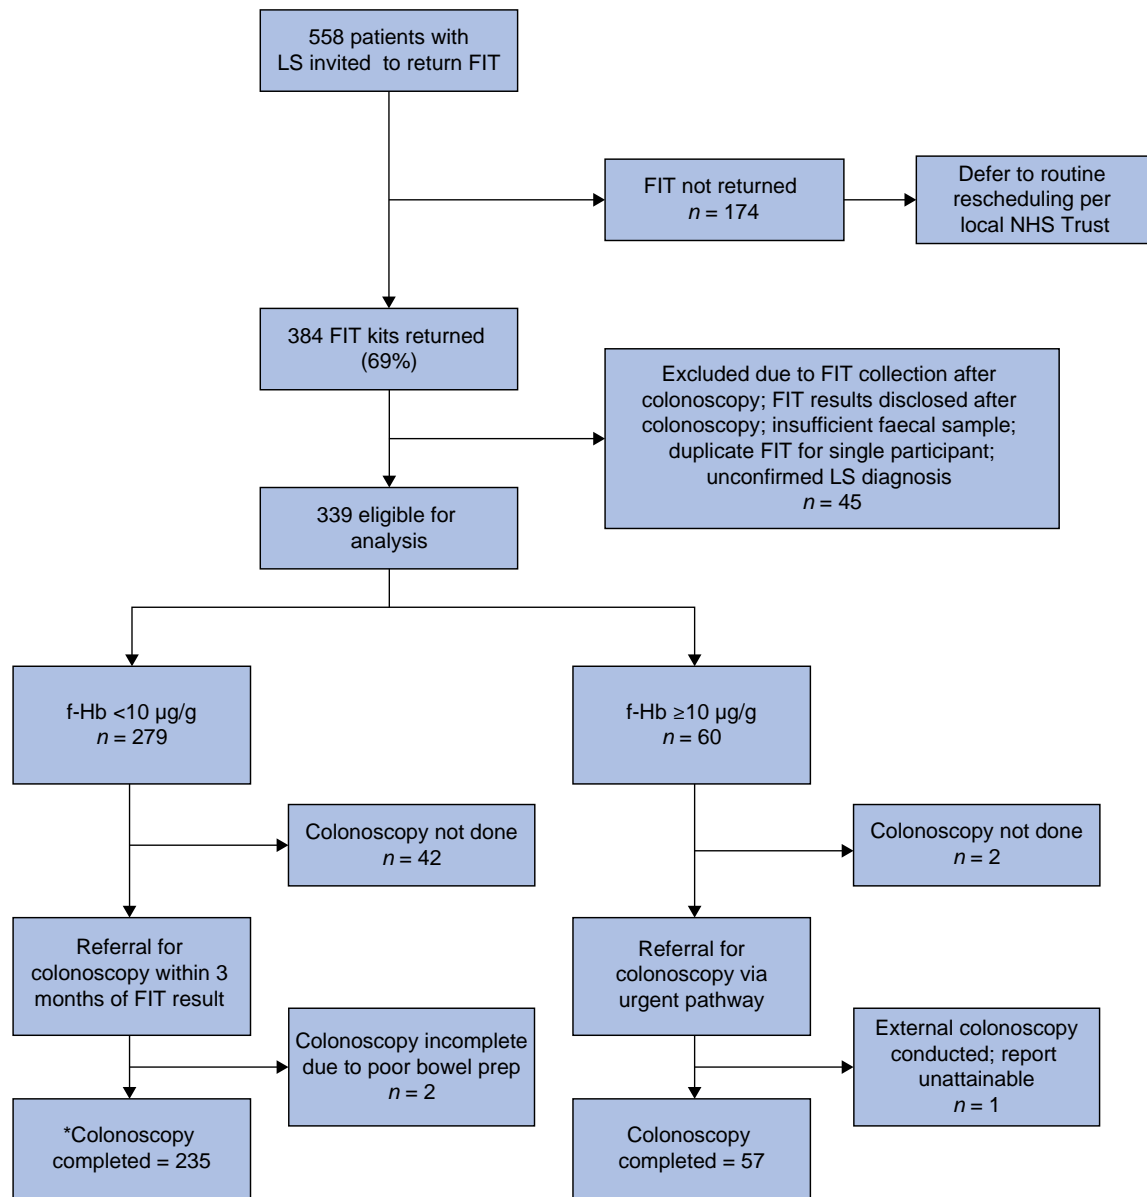 558 patients with
LS invited to return FIT
FIT not returned
n = 174
Defer to routine
rescheduling per
local NHS Trust
384 FIT kits returned
(69%)
Excluded due to FIT collection after
colonoscopy; FIT results disclosed after
colonoscopy; insufficient faecal sample;
duplicate FIT for single participant;
unconfirmed LS diagnosis
n = 45
339 eligible for
analysis
f-Hb <10 µg/g
n = 279
f-Hb ≥10 µg/g
n = 60
Colonoscopy not done
n = 42
Colonoscopy not done
n = 2
Referral for
colonoscopy within 3
months of FIT result
Referral for
colonoscopy via
urgent pathway
Colonoscopy incomplete
due to poor bowel prep
n = 2
External colonoscopy
conducted; report
unattainable
n = 1
*Colonoscopy
completed = 235
Colonoscopy
completed = 57